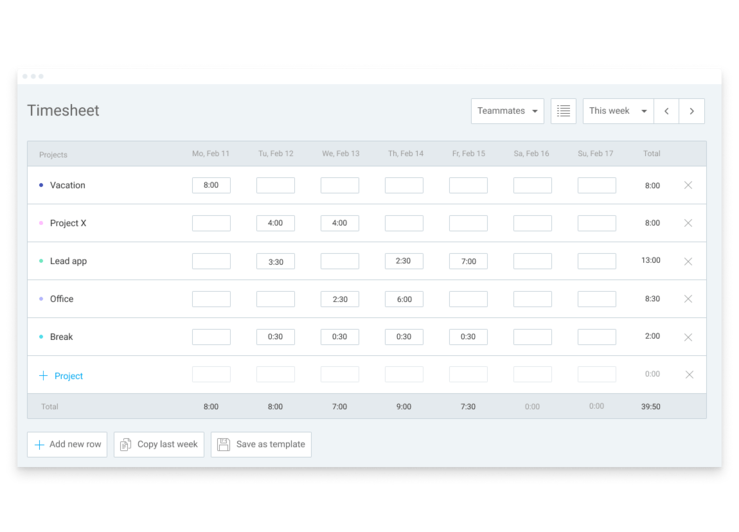 Timesheet Teammates This week
Projects Mo, Feb 11 Tu, Feb 12 We, Feb 13 Th, Feb 14 Fr, Feb 15 Sa, Feb 16 Su, Feb 17 Total
Vacation 8:00 8:00
Project X 4:00 4:00 8:00
Lead app 3:30 2:30 7:00 13:00
Office 2:30 6:00 8:30
Break 0:30 0:30 0:30 0:30 2:00
+ Project 0:00
Total 8:00 8:00 7:00 9:00 7:30 0:00 0:00 39:50
+ Add new row Copy last week Save as template